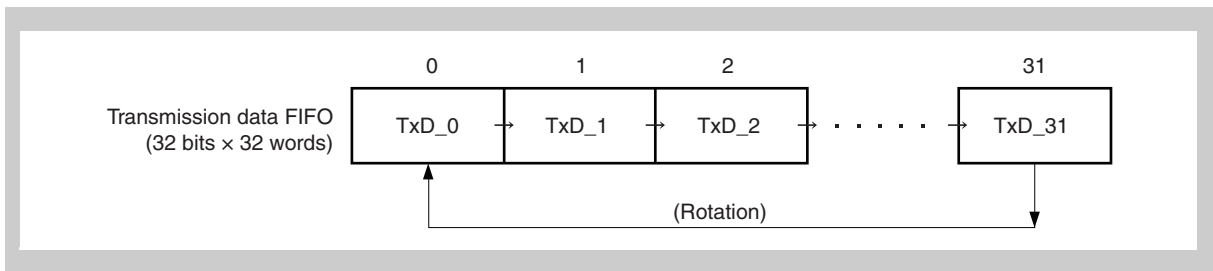 0 1 2 31
Transmission data FIFO
(32 bits × 32 words)
TxD_0 → TxD_1 → TxD_2 → · · · · · → TxD_31
(Rotation)